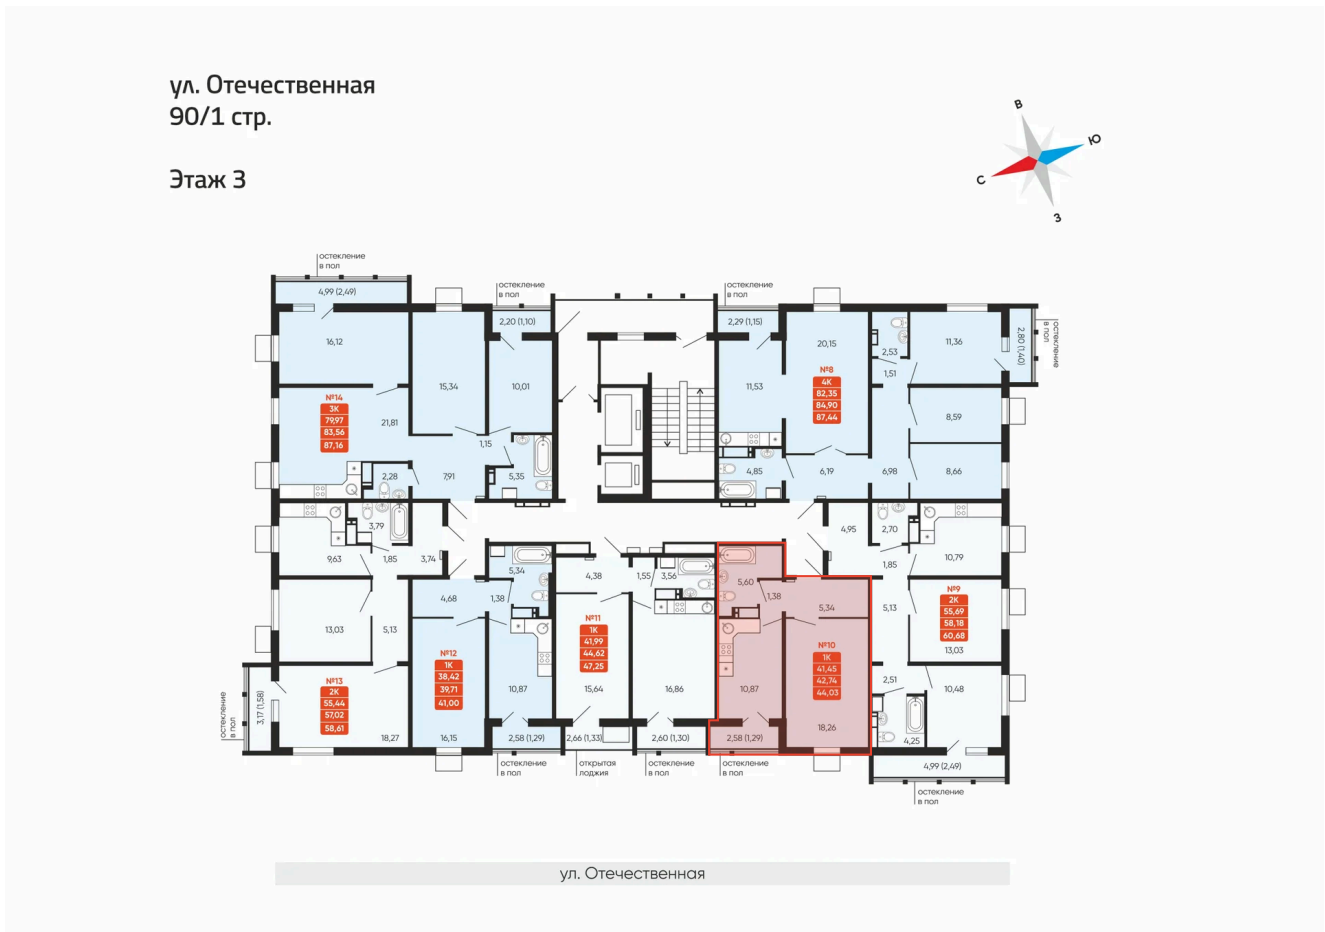 ул. Отечественная
90/1 стр.
Этаж 3
В
Ю
С
З
остекление
в пол
4,99 (2,49)
остекление
в пол
2,20 (1,10)
остекление
в пол
2,29 (1,15)
2,80 (1,40)
остекление
в пол
16,12
15,34
10,01
№14
3К
79,97
83,56
87,16
21,81
1,15
7,91
2,28
5,35
11,53
20,15
№8
4К
82,35
84,90
87,44
2,53
1,51
11,36
8,59
8,66
4,85
6,19
6,98
9,63
3,79
1,85
3,74
13,03
5,13
№13
2К
55,44
57,02
58,61
18,27
3,17 (1,58)
остекление
в пол
4,68
1,38
5,34
№12
1К
38,42
39,71
41,00
16,15
10,87
2,58 (1,29)
остекление
в пол
4,38
1,55
3,56
№11
1К
41,99
44,62
47,25
15,64
16,86
2,66 (1,33)
открытая
лоджия
2,60 (1,30)
остекление
в пол
5,60
1,38
5,34
№10
1К
41,45
42,74
44,03
10,87
18,26
2,58 (1,29)
остекление
в пол
4,95
2,70
1,85
10,79
5,13
№9
2К
55,69
58,18
60,68
13,03
2,51
10,48
4,25
4,99 (2,49)
остекление
в пол
ул. Отечественная